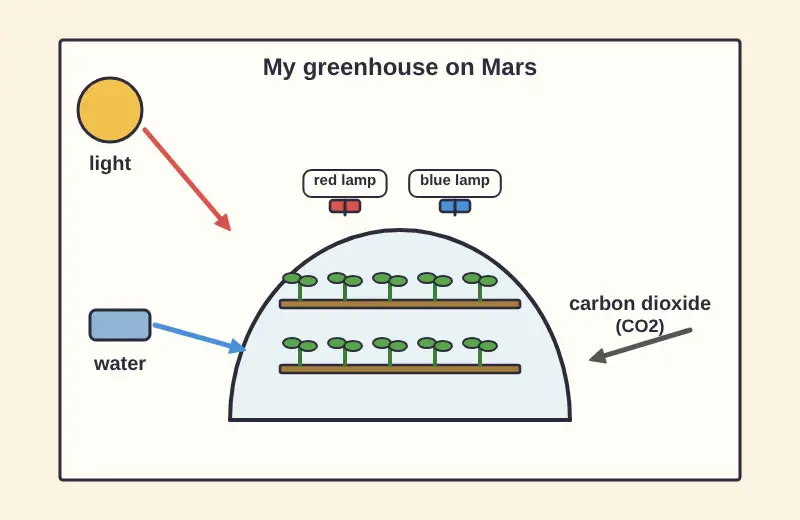 My greenhouse on Mars
light
red lamp
blue lamp
water
carbon dioxide
(CO2)